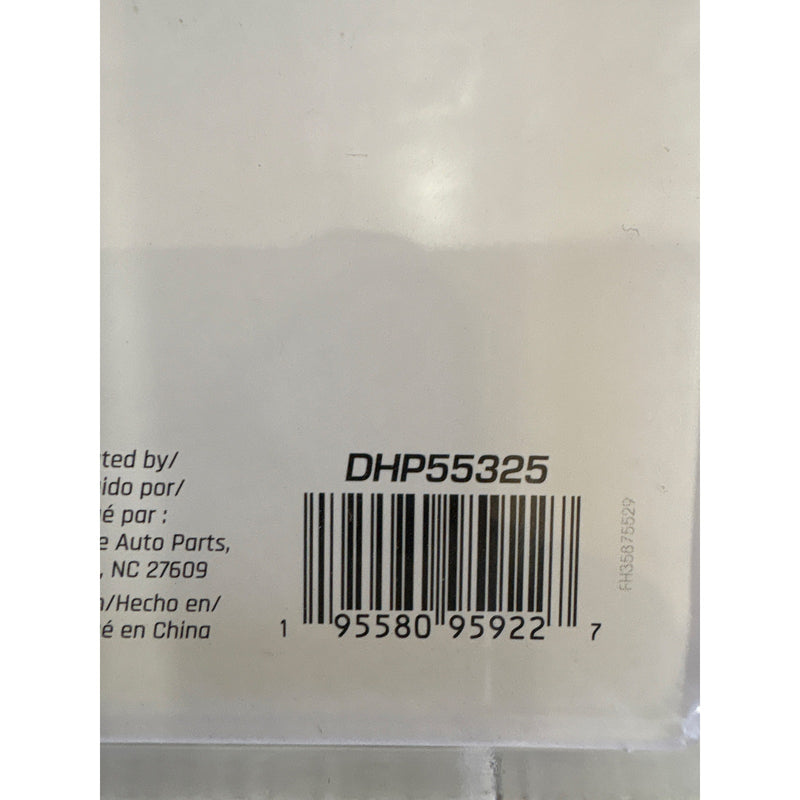 ted by/
ido por/
é par :
e Auto Parts,
, NC 27609
/Hecho en/
é en China
DHP55325
1 95580 95922 7
FH35875529